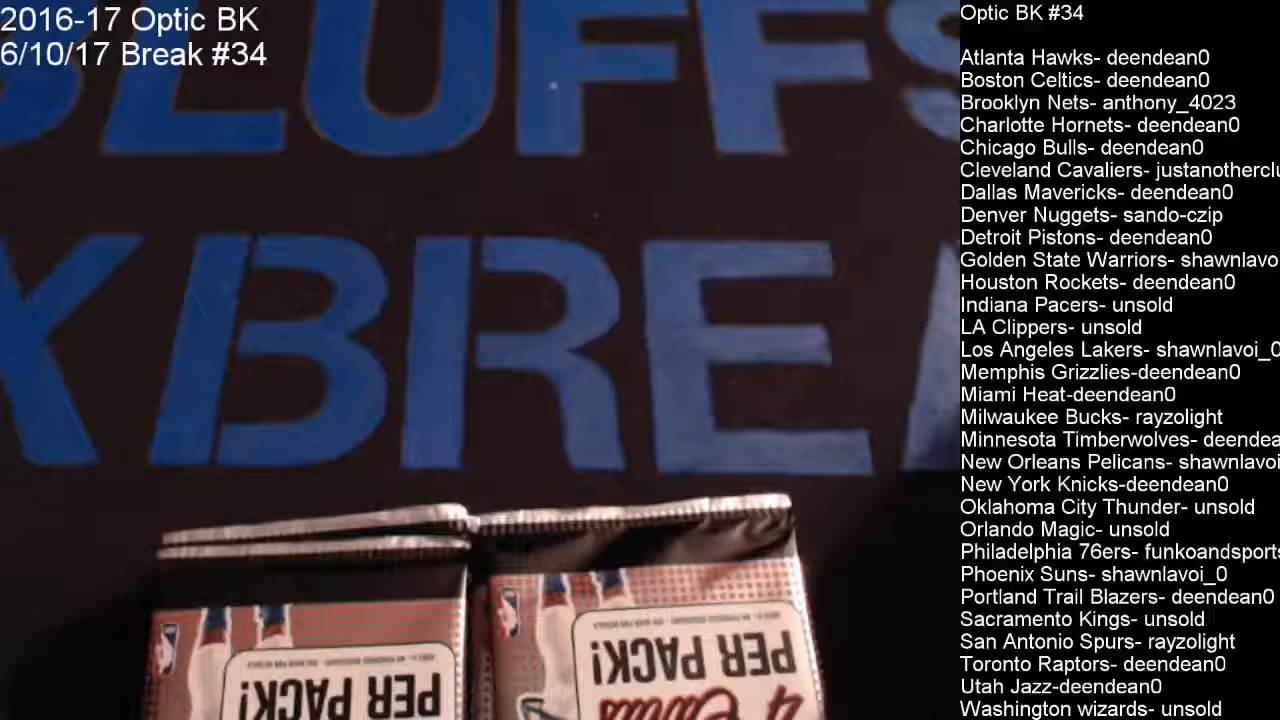 2016-17 Optic BK
6/10/17 Break #34
LUFFS
K BREA
PER PACK!
PER PACK!
4 Cards
Optic BK #34
Atlanta Hawks- deendean0
Boston Celtics- deendean0
Brooklyn Nets- anthony_4023
Charlotte Hornets- deendean0
Chicago Bulls- deendean0
Cleveland Cavaliers- justanotherclu
Dallas Mavericks- deendean0
Denver Nuggets- sando-czip
Detroit Pistons- deendean0
Golden State Warriors- shawnlavo
Houston Rockets- deendean0
Indiana Pacers- unsold
LA Clippers- unsold
Los Angeles Lakers- shawnlavoi_0
Memphis Grizzlies-deendean0
Miami Heat-deendean0
Milwaukee Bucks- rayzolight
Minnesota Timberwolves- deendea
New Orleans Pelicans- shawnlavoi
New York Knicks-deendean0
Oklahoma City Thunder- unsold
Orlando Magic- unsold
Philadelphia 76ers- funkoandsports
Phoenix Suns- shawnlavoi_0
Portland Trail Blazers- deendean0
Sacramento Kings- unsold
San Antonio Spurs- rayzolight
Toronto Raptors- deendean0
Utah Jazz-deendean0
Washington wizards- unsold